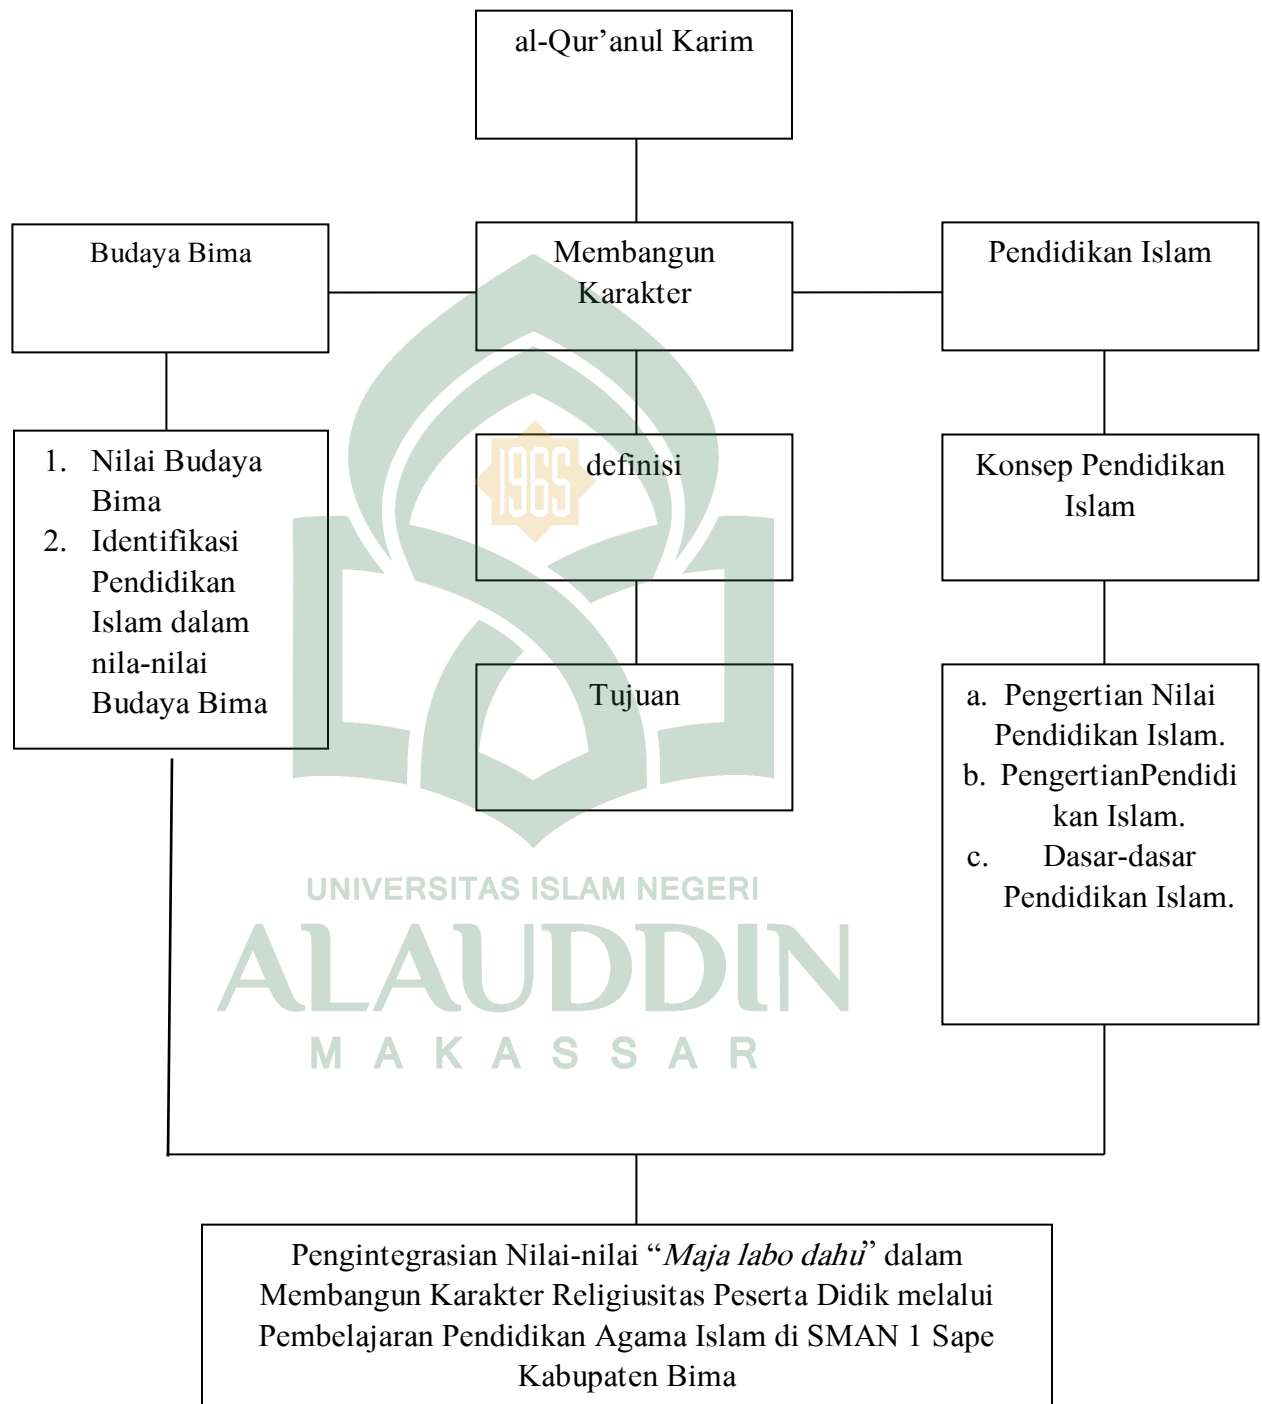 al-Qur’anul Karim
Budaya Bima
Membangun
Karakter
Pendidikan Islam
1. Nilai Budaya
Bima
2. Identifikasi
Pendidikan
Islam dalam
nila-nilai
Budaya Bima
definisi
Konsep Pendidikan
Islam
Tujuan
a. Pengertian Nilai
Pendidikan Islam.
b. PengertianPendidi
kan Islam.
c. Dasar-dasar
Pendidikan Islam.
1965
UNIVERSITAS ISLAM NEGERI
ALAUDDIN
MAKASSAR
Pengintegrasian Nilai-nilai “Maja labo dahu” dalam
Membangun Karakter Religiusitas Peserta Didik melalui
Pembelajaran Pendidikan Agama Islam di SMAN 1 Sape
Kabupaten Bima